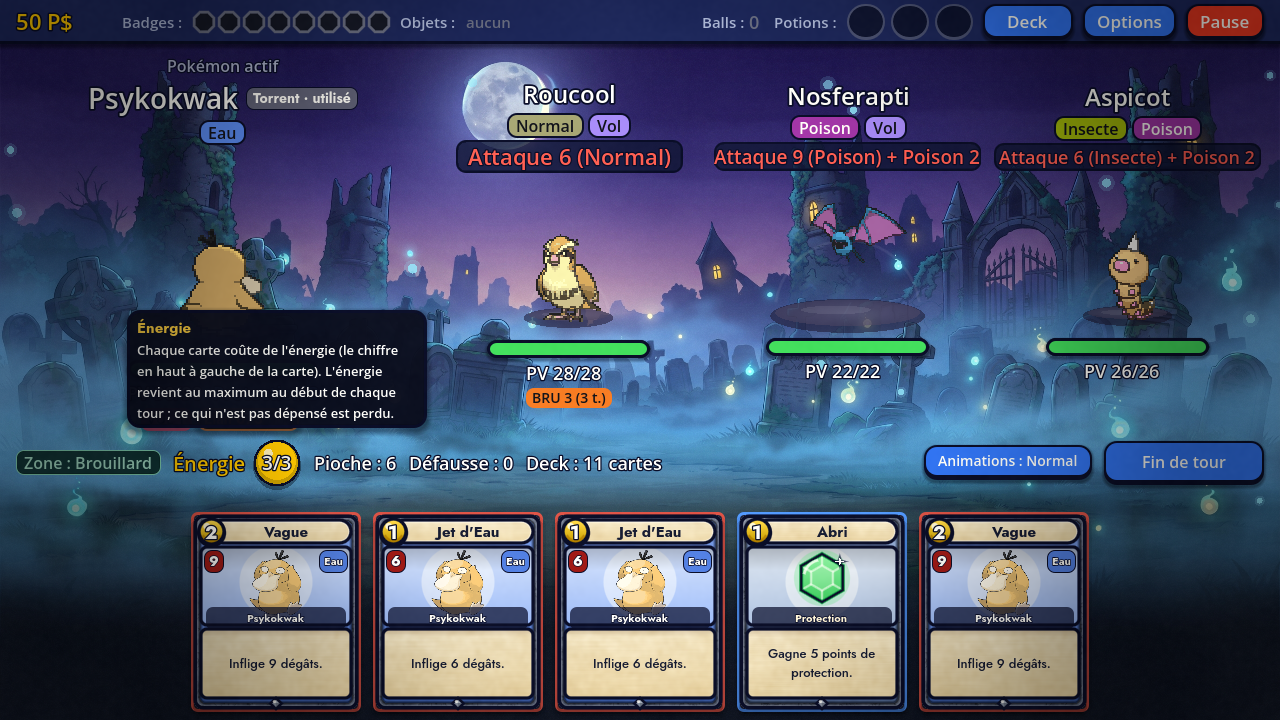 50 P$
Badges :
Objets : aucun
Balls : 0
Potions :
Deck
Options
Pause
Pokémon actif
Psykokwak
Torrent · utilisé
Eau
Roucool
Normal
Vol
Attaque 6 (Normal)
Nosferapti
Poison
Vol
Attaque 9 (Poison) + Poison 2
Aspicot
Insecte
Poison
Attaque 6 (Insecte) + Poison 2
Énergie
Chaque carte coûte de l'énergie (le chiffre
en haut à gauche de la carte). L'énergie
revient au maximum au début de chaque
tour ; ce qui n'est pas dépensé est perdu.
PV 28/28
BRU 3 (3 t.)
PV 22/22
PV 26/26
Zone : Brouillard
Énergie
3/3
Pioche : 6
Défausse : 0
Deck : 11 cartes
Animations : Normal
Fin de tour
2
Vague
9
Eau
Psykokwak
Inflige 9 dégâts.
1
Jet d'Eau
6
Eau
Psykokwak
Inflige 6 dégâts.
1
Jet d'Eau
6
Eau
Psykokwak
Inflige 6 dégâts.
1
Abri
Protection
Gagne 5 points de
protection.
2
Vague
9
Eau
Psykokwak
Inflige 9 dégâts.